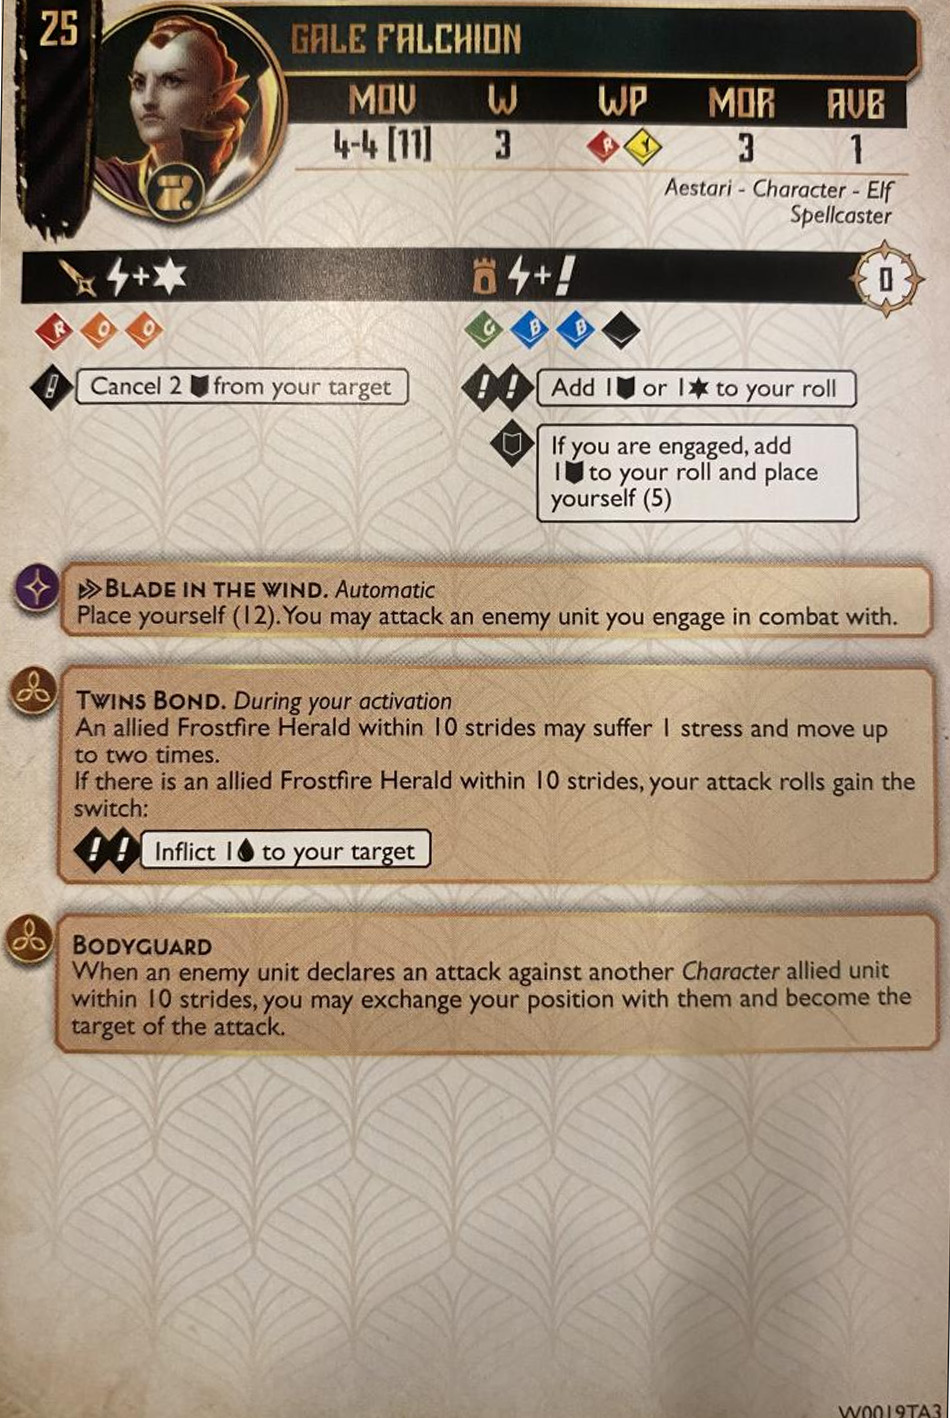 25
GALE FALCHION
MOV W WP MOR AVB
4-4 [11] 3 R Y 3 1
Aestari - Character - Elf
Spellcaster
+ + ! 0
R O O G B B
! Cancel 2 from your target
! ! Add 1 or 1 to your roll
If you are engaged, add
1 to your roll and place
yourself (5)
BLADE IN THE WIND. Automatic
Place yourself (12). You may attack an enemy unit you engage in combat with.
TWINS BOND. During your activation
An allied Frostfire Herald within 10 strides may suffer 1 stress and move up
to two times.
If there is an allied Frostfire Herald within 10 strides, your attack rolls gain the
switch:
! ! Inflict 1 to your target
BODYGUARD
When an enemy unit declares an attack against another Character allied unit
within 10 strides, you may exchange your position with them and become the
target of the attack.
W0019TA3